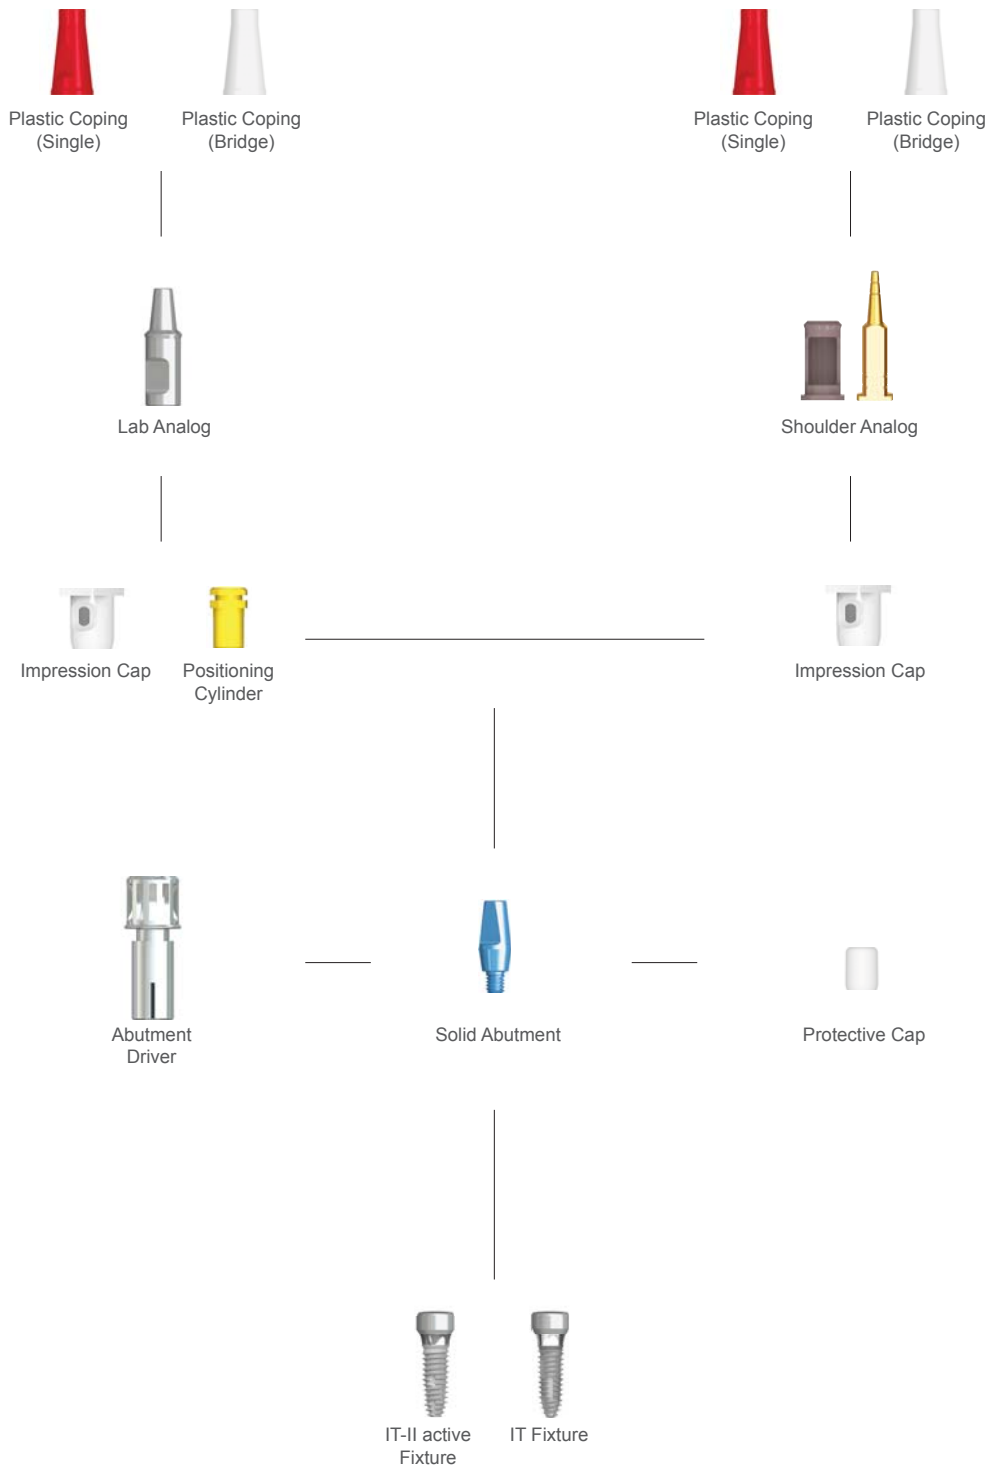 Plastic Coping
(Single)
Plastic Coping
(Bridge)
Plastic Coping
(Single)
Plastic Coping
(Bridge)
Lab Analog
Shoulder Analog
Impression Cap
Positioning
Cylinder
Impression Cap
Abutment
Driver
Solid Abutment
Protective Cap
IT-II active
Fixture
IT Fixture